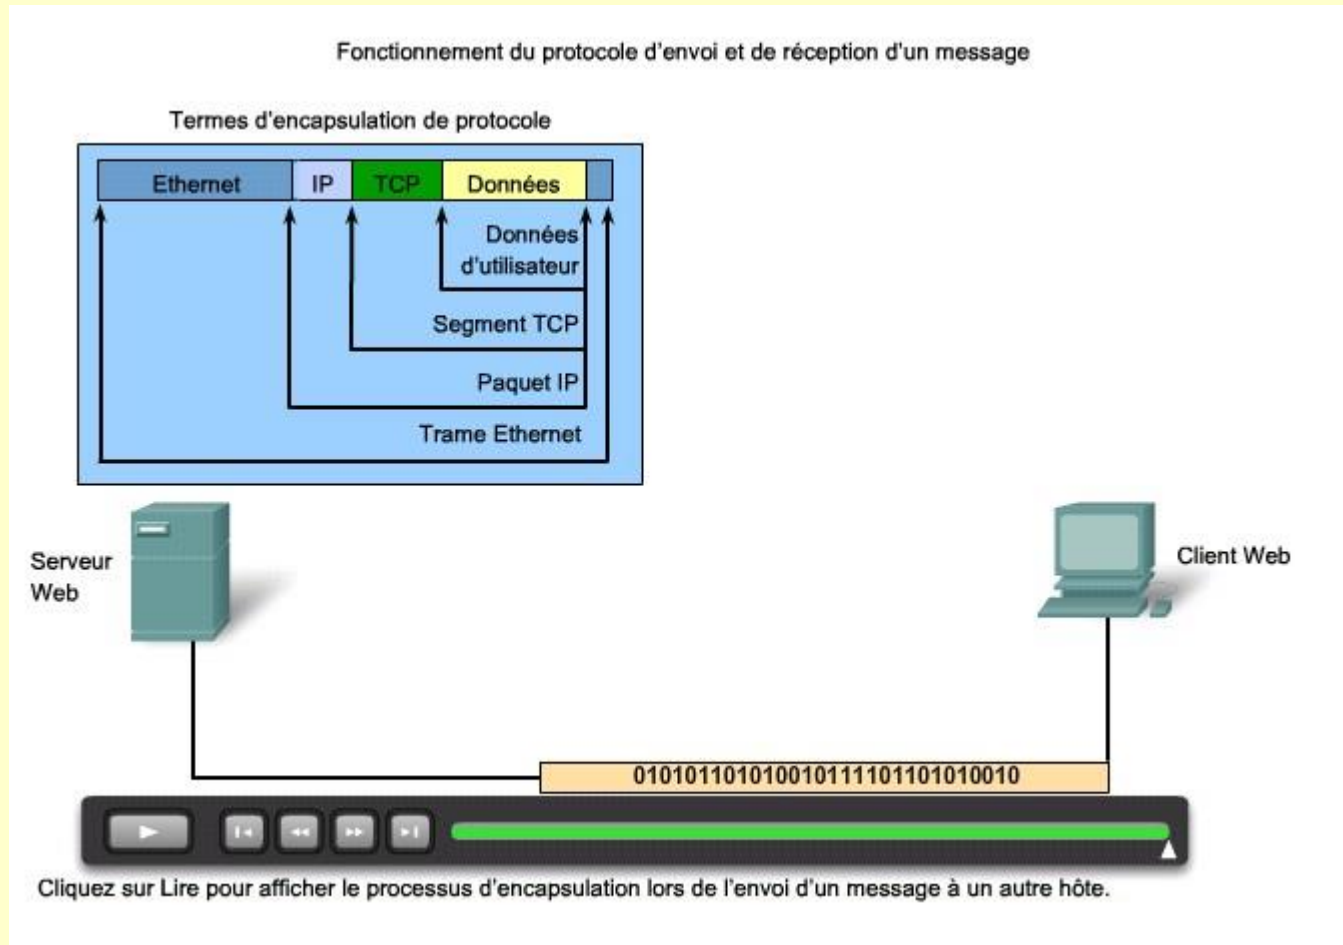 Fonctionnement du protocole d'envoi et de réception d'un message
Termes d'encapsulation de protocole
Ethernet IP TCP Données
Données
d'utilisateur
Segment TCP
Paquet IP
Trame Ethernet
Serveur
Web
Client Web
0101011010100101111101101010010
Cliquez sur Lire pour afficher le processus d'encapsulation lors de l'envoi d'un message à un autre hôte.